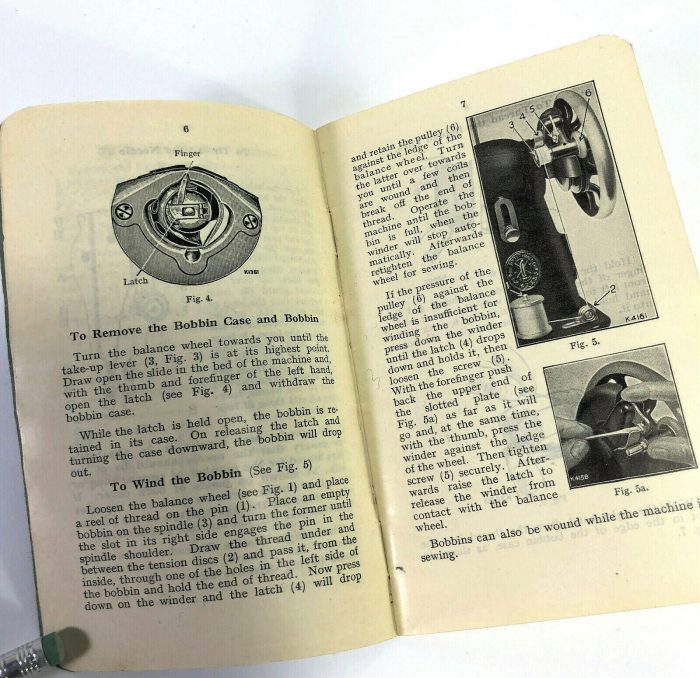 6
Finger
Latch
K1361
Fig. 4.
To Remove the Bobbin Case and Bobbin
Turn the balance wheel towards you until the
take-up lever (3, Fig. 3) is at its highest point.
Draw open the slide in the bed of the machine and,
with the thumb and forefinger of the left hand,
open the latch (see Fig. 4) and withdraw the
bobbin case.
While the latch is held open, the bobbin is re-
tained in its case. On releasing the latch and
turning the case downward, the bobbin will drop
out.
To Wind the Bobbin (See Fig. 5)
Loosen the balance wheel (see Fig. 1) and place
a reel of thread on the pin (1). Place an empty
bobbin on the spindle (3) and turn the former until
the slot in its right side engages the pin in the
spindle shoulder. Draw the thread under and
between the tension discs (2) and pass it, from the
inside, through one of the holes in the left side of
the bobbin and hold the end of thread. Now press
down on the winder and the latch (4) will drop
7
and retain the pulley (6)
against the ledge of the
balance wheel. Turn
the latter over towards
you until a few coils
are wound and then
break off the end of
thread. Operate the
machine until the bob-
bin is full, when the
winder will stop auto-
matically. Afterwards
retighten the balance
wheel for sewing.
If the pressure of the
pulley (6) against the
ledge of the balance
wheel is insufficient for
winding the bobbin,
press down the winder
until the latch (4) drops
down and holds it, then
loosen the screw (5).
With the forefinger push
back the upper end of
the slotted plate (see
Fig. 5a) as far as it will
go and, at the same time,
with the thumb, press the
winder against the ledge
of the wheel. Then tighten
screw (5) securely. After-
wards raise the latch to
release the winder from
contact with the balance
wheel.
3 4 5 6
2
K4161
Fig. 5.
K4158
Fig. 5a.
Bobbins can also be wound while the machine i
sewing.